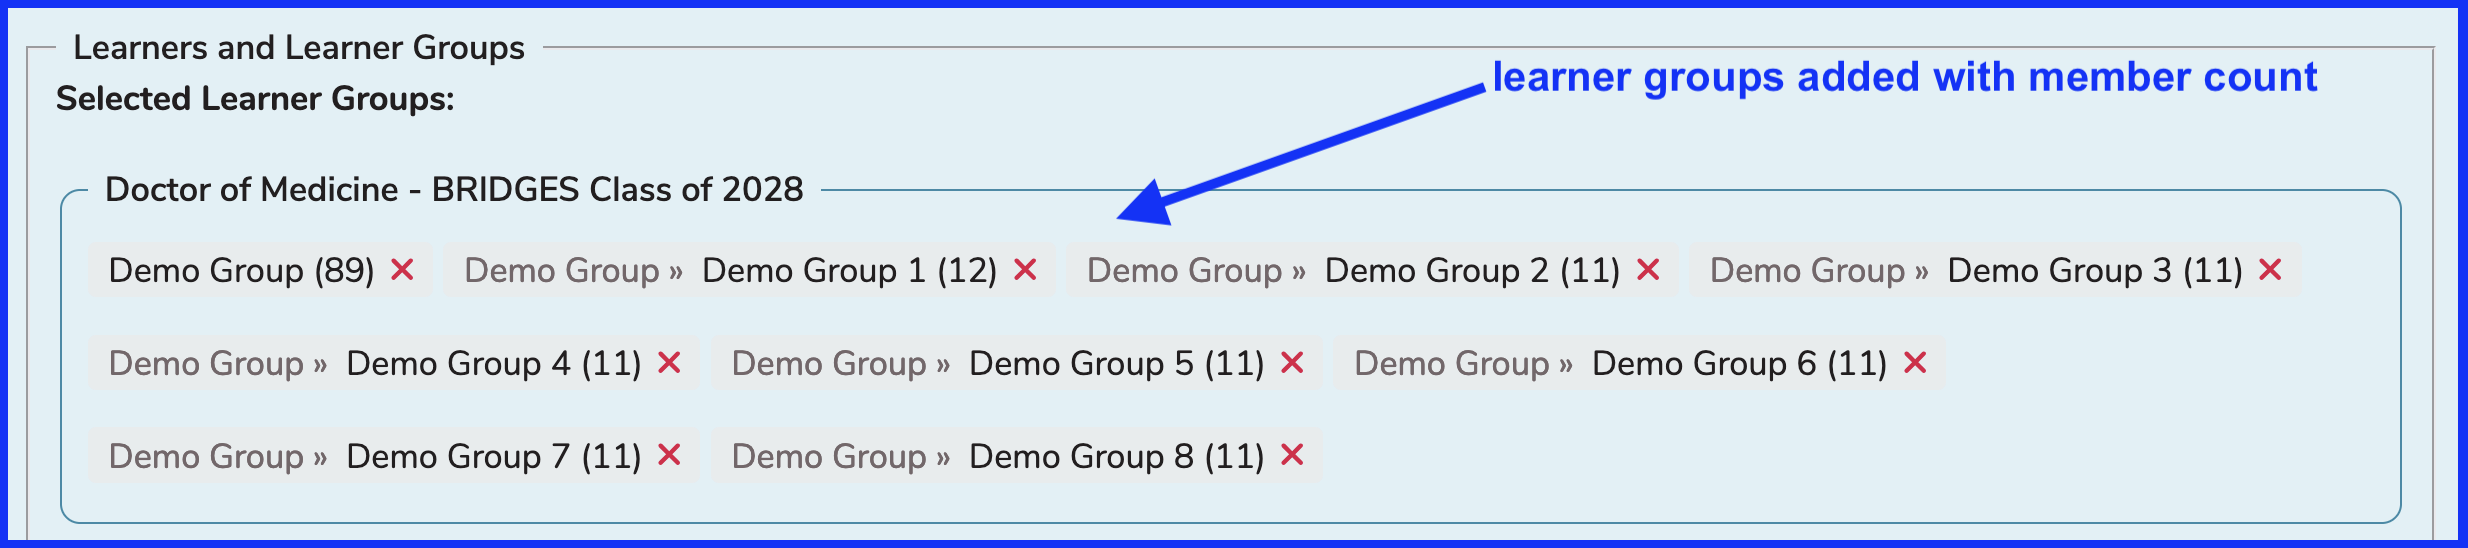 Learners and Learner Groups
learner groups added with member count
Selected Learner Groups:
Doctor of Medicine - BRIDGES Class of 2028
Demo Group (89) ✕ Demo Group » Demo Group 1 (12) ✕ Demo Group » Demo Group 2 (11) ✕ Demo Group » Demo Group 3 (11) ✕
Demo Group » Demo Group 4 (11) ✕ Demo Group » Demo Group 5 (11) ✕ Demo Group » Demo Group 6 (11) ✕
Demo Group » Demo Group 7 (11) ✕ Demo Group » Demo Group 8 (11) ✕